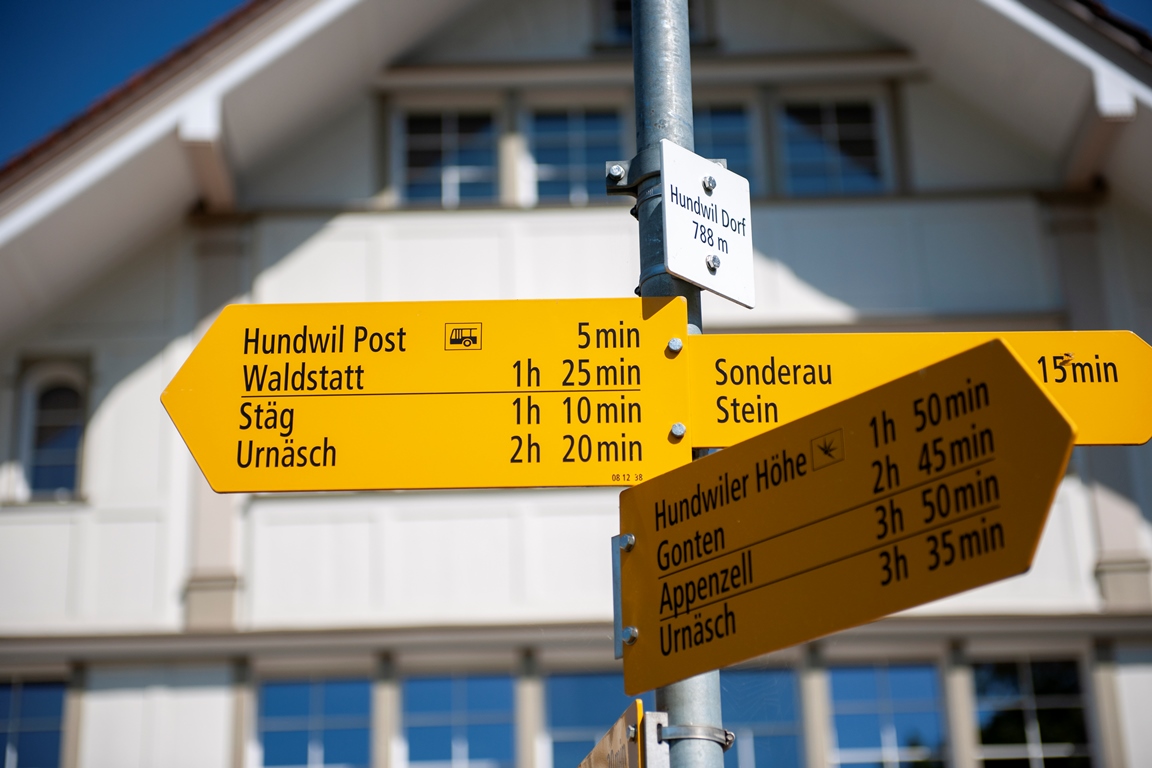 Hundwil Dorf
788 m
Hundwil Post 5 min
Waldstatt 1h 25 min
Stäg 1h 10 min
Urnäsch 2h 20 min
08 12 38
Sonderau 15 min
Stein
Hundwiler Höhe 1h 50 min
Gonten 2h 45 min
Appenzell 3h 50 min
Urnäsch 3h 35 min